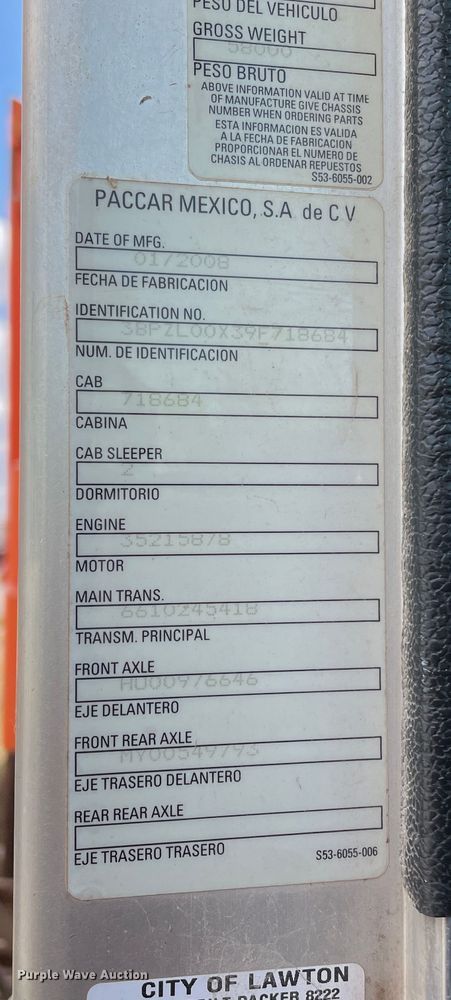 PESO DEL VEHICULO
GROSS WEIGHT
58000
PESO BRUTO
ABOVE INFORMATION VALID AT TIME
OF MANUFACTURE GIVE CHASSIS
NUMBER WHEN ORDERING PARTS
ESTA INFORMACION ES VALIDA
A LA FECHA DE FABRICACION
PROPORCIONAR EL NUMERO DE
CHASIS AL ORDENAR REPUESTOS
S53-6055-002
PACCAR MEXICO, S.A. de C V
DATE OF MFG.
01/2008
FECHA DE FABRICACION
IDENTIFICATION NO.
3BPZL00X39F718684
NUM. DE IDENTIFICACION
CAB
718684
CABINA
CAB SLEEPER
2
DORMITORIO
ENGINE
35215878
MOTOR
MAIN TRANS.
6610245418
TRANSM. PRINCIPAL
FRONT AXLE
HU00976646
EJE DELANTERO
FRONT REAR AXLE
MY00549793
EJE TRASERO DELANTERO
REAR REAR AXLE
EJE TRASERO TRASERO
S53-6055-006
CITY OF LAWTON
PACKER 8222
Purple Wave Auction